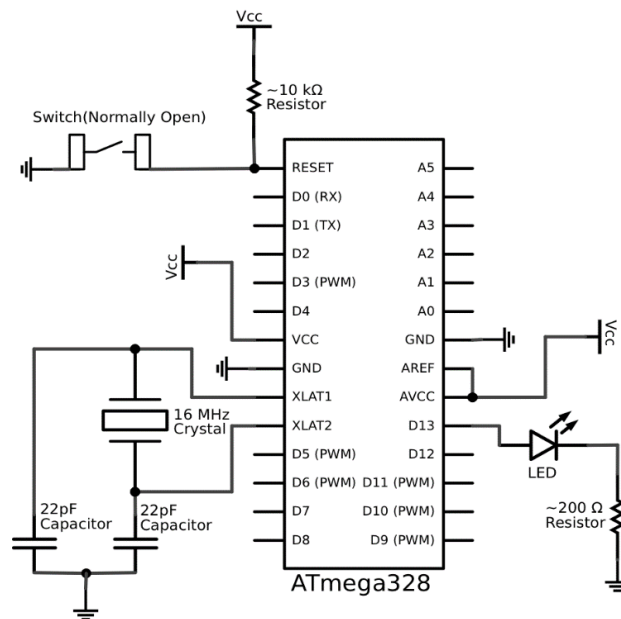 Vcc
~10 kΩ
Resistor
Switch(Normally Open)
RESET
A5
D0 (RX)
A4
D1 (TX)
A3
D2
A2
Vcc
D3 (PWM)
A1
D4
A0
VCC
GND
Vcc
GND
AREF
XLAT1
AVCC
16 MHz
Crystal
XLAT2
D13
D5 (PWM)
D12
LED
D6 (PWM)
D11 (PWM)
22pF
Capacitor
22pF
Capacitor
D7
D10 (PWM)
~200 Ω
Resistor
D8
D9 (PWM)
ATmega328